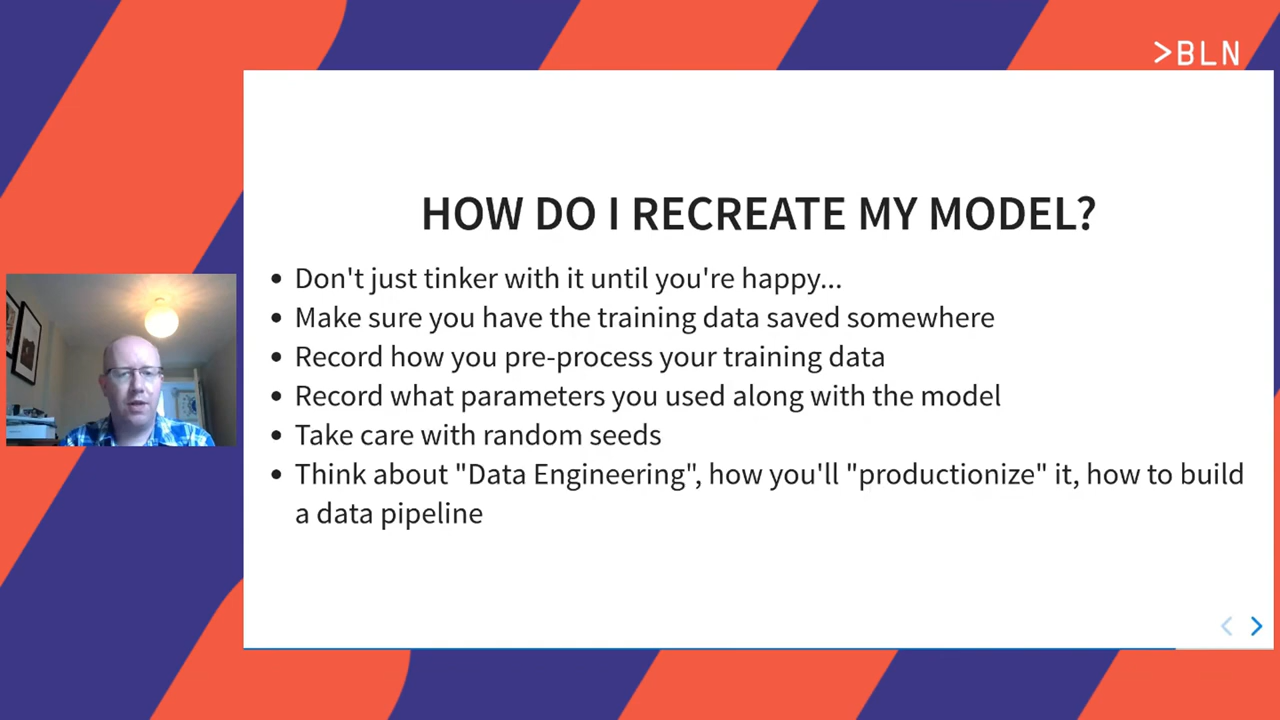 >BLN
HOW DO I RECREATE MY MODEL?
• Don't just tinker with it until you're happy...
• Make sure you have the training data saved somewhere
• Record how you pre-process your training data
• Record what parameters you used along with the model
• Take care with random seeds
• Think about "Data Engineering", how you'll "productionize" it, how to build
a data pipeline